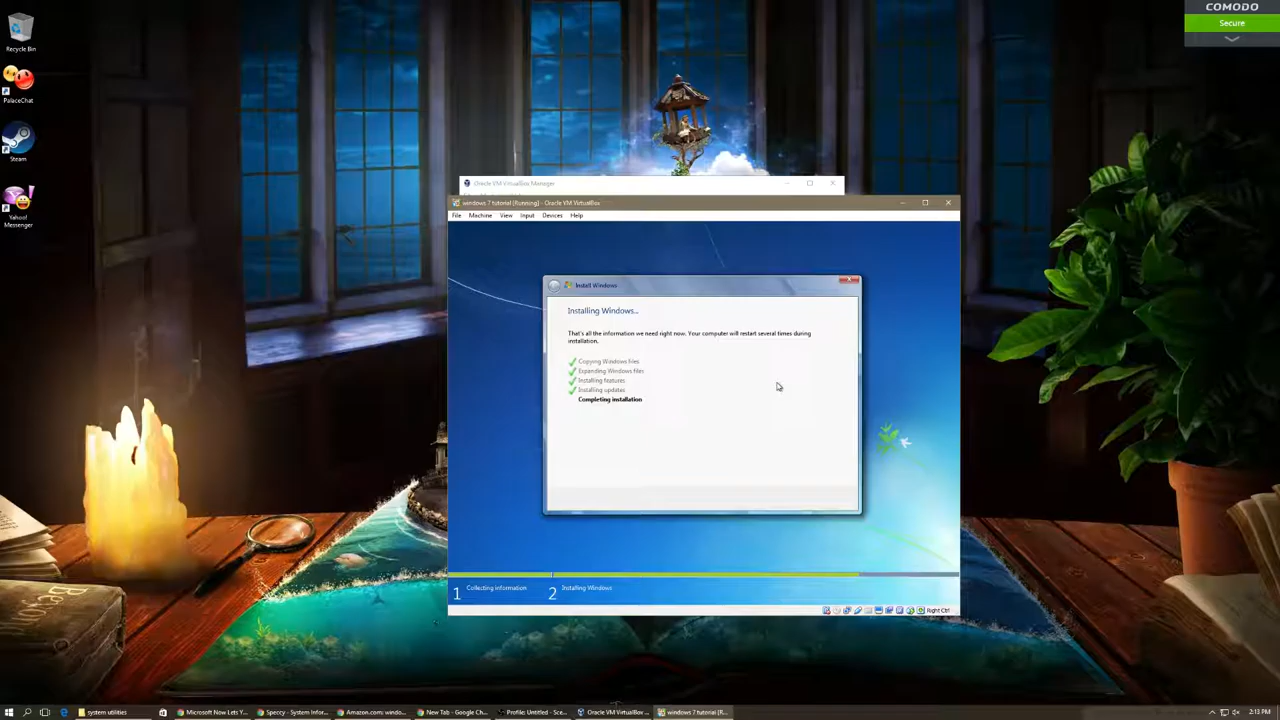 Recycle Bin
PalaceChat
Steam
Yahoo!
Messenger
COMODO
Secure
Oracle VM VirtualBox Manager
windows 7 tutorial [Running] - Oracle VM VirtualBox
File Machine View Input Devices Help
Install Windows
Installing Windows...
That's all the information we need right now. Your computer will restart several times during
installation.
Copying Windows files
Expanding Windows files
Installing features
Installing updates
Completing installation
1 Collecting information
2 Installing Windows
Right Ctrl
system utilities
Microsoft Now Lets Y...
Speccy - System Infor...
Amazon.com: windo...
New Tab - Google Ch...
Profile: Untitled - Sce...
Oracle VM VirtualBox ...
windows 7 tutorial [R...
2:13 PM